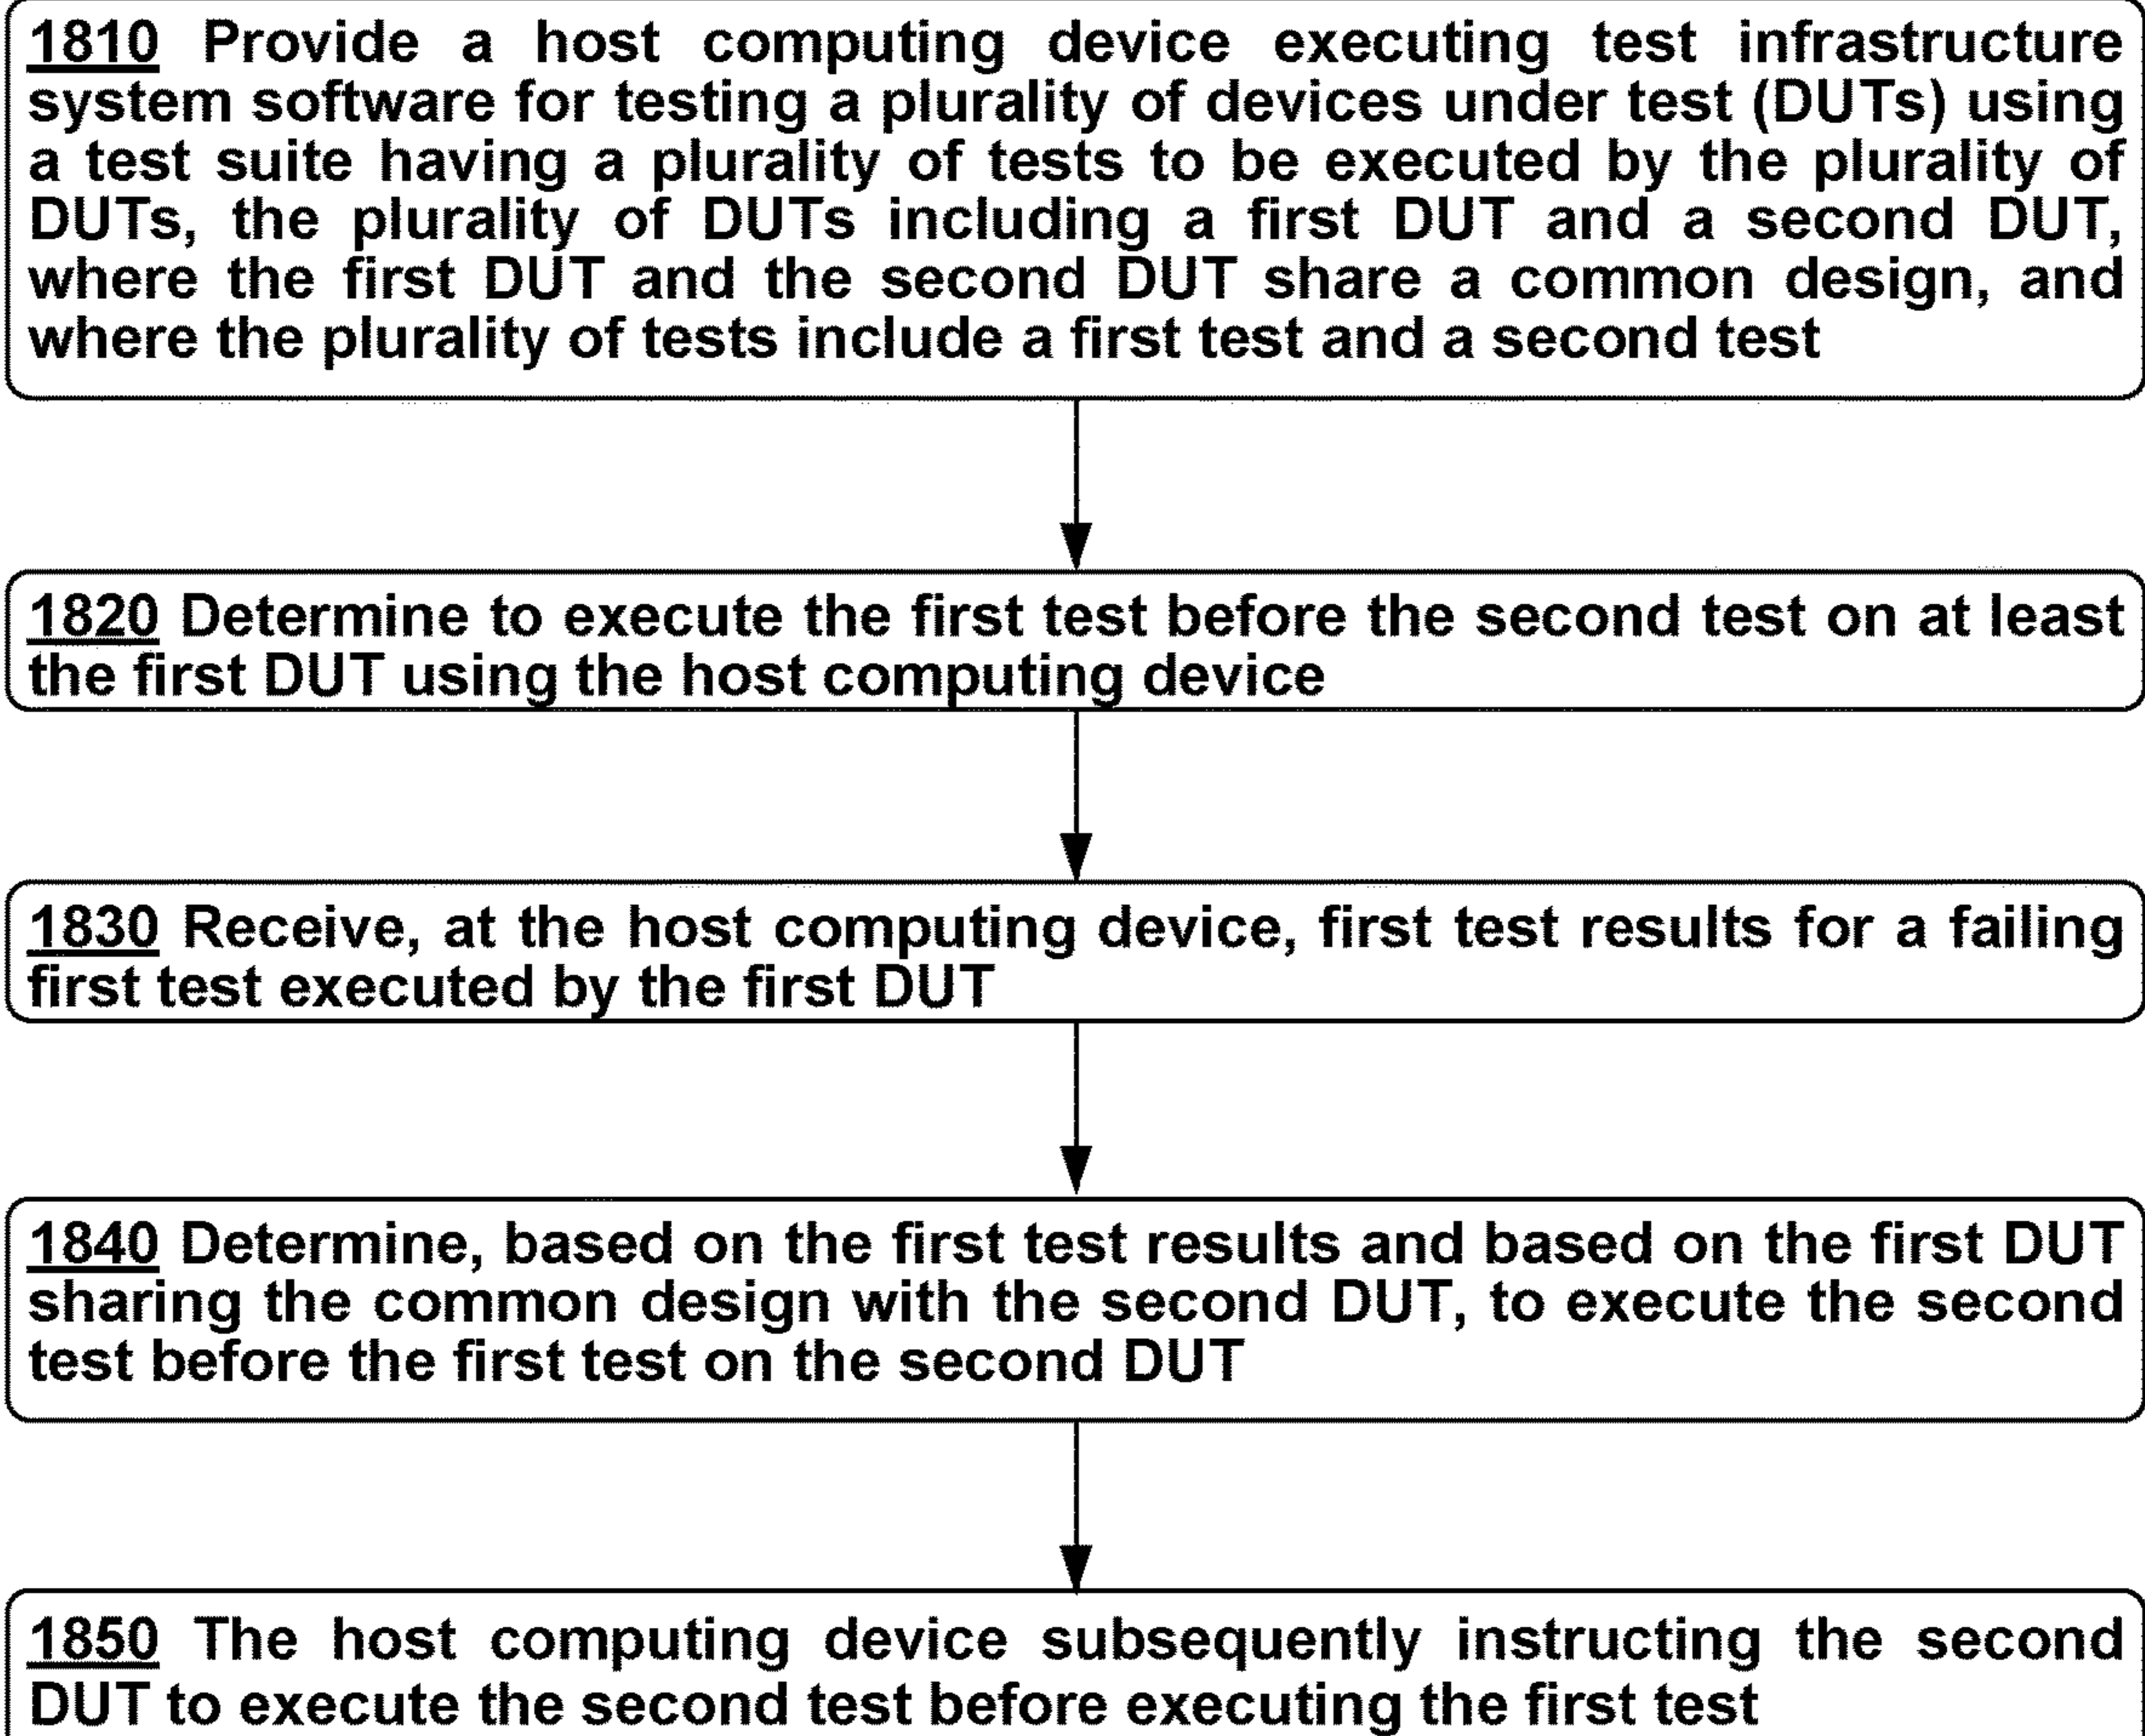 1810 Provide a host computing device executing test infrastructure
system software for testing a plurality of devices under test (DUTs) using
a test suite having a plurality of tests to be executed by the plurality of
DUTs, the plurality of DUTs including a first DUT and a second DUT,
where the first DUT and the second DUT share a common design, and
where the plurality of tests include a first test and a second test
1820 Determine to execute the first test before the second test on at least
the first DUT using the host computing device
1830 Receive, at the host computing device, first test results for a failing
first test executed by the first DUT
1840 Determine, based on the first test results and based on the first DUT
sharing the common design with the second DUT, to execute the second
test before the first test on the second DUT
1850 The host computing device subsequently instructing the second
DUT to execute the second test before executing the first test